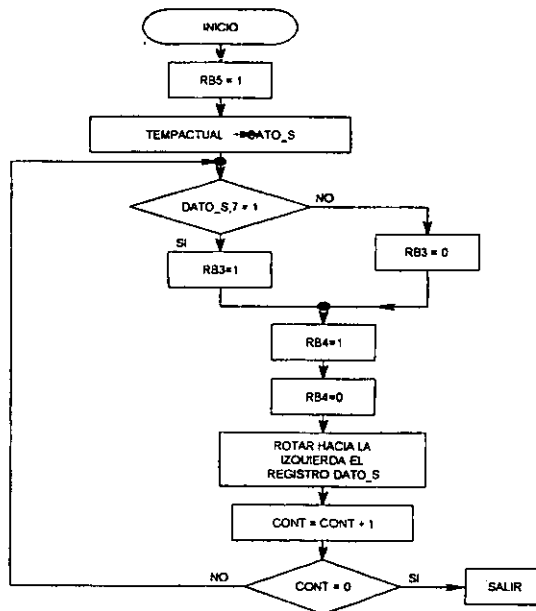 INICIO
RB5 = 1
TEMPACTUAL → DATO_S
DATO_S,7 = 1
NO
SI
RB3=1
RB3 = 0
RB4=1
RB4=0
ROTAR HACIA LA
IZQUIERDA EL
REGISTRO DATO_S
CONT = CONT + 1
NO
CONT = 0
SI
SALIR